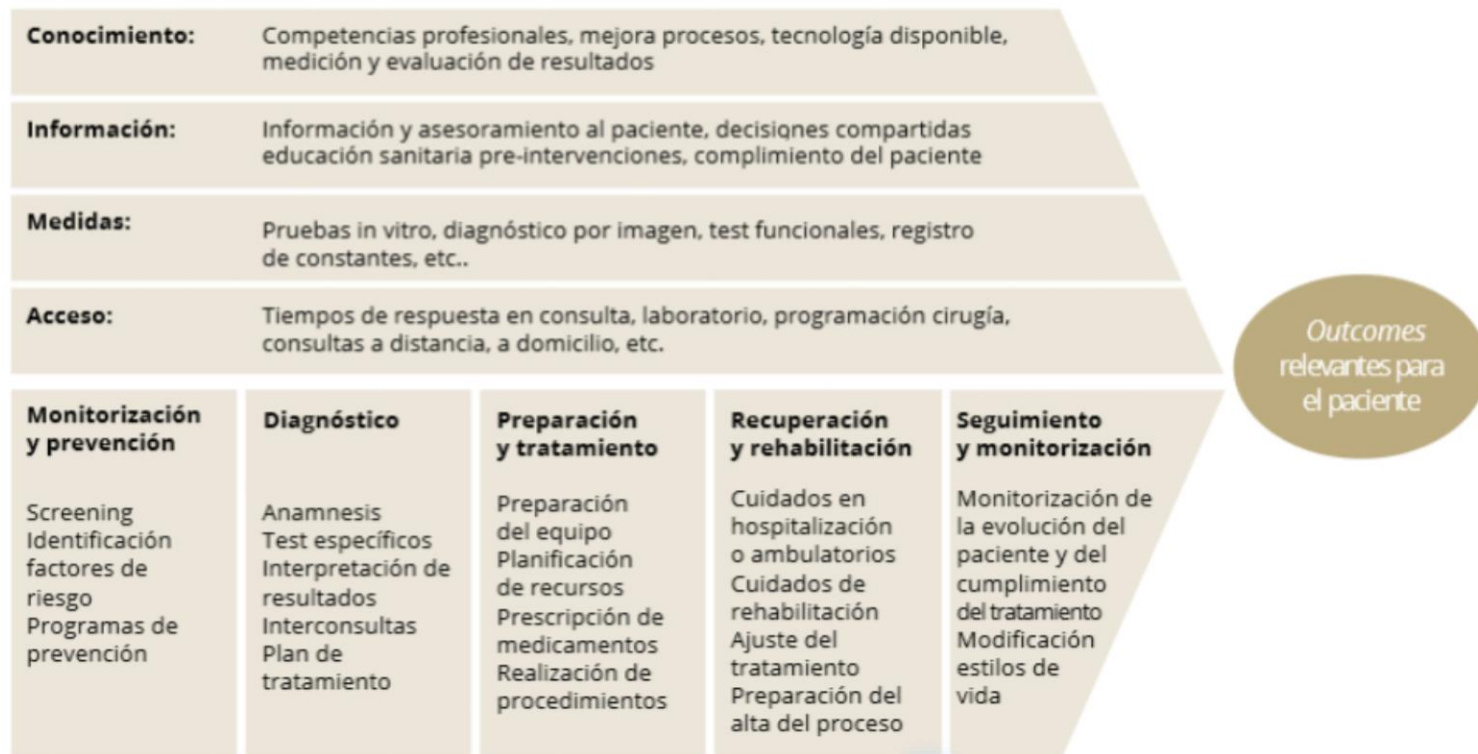 Conocimiento: Competencias profesionales, mejora procesos, tecnología disponible,
medición y evaluación de resultados
Información: Información y asesoramiento al paciente, decisiones compartidas
educación sanitaria pre-intervenciones, complimiento del paciente
Medidas: Pruebas in vitro, diagnóstico por imagen, test funcionales, registro
de constantes, etc..
Acceso: Tiempos de respuesta en consulta, laboratorio, programación cirugía,
consultas a distancia, a domicilio, etc.
Monitorización
y prevención
Screening
Identificación
factores de
riesgo
Programas de
prevención
Diagnóstico
Anamnesis
Test específicos
Interpretación de
resultados
Interconsultas
Plan de
tratamiento
Preparación
y tratamiento
Preparación
del equipo
Planificación
de recursos
Prescripción de
medicamentos
Realización de
procedimientos
Recuperación
y rehabilitación
Cuidados en
hospitalización
o ambulatorios
Cuidados de
rehabilitación
Ajuste del
tratamiento
Preparación del
alta del proceso
Seguimiento
y monitorización
Monitorización de
la evolución del
paciente y del
cumplimiento
del tratamiento
Modificación
estilos de
vida
Outcomes
relevantes para
el paciente